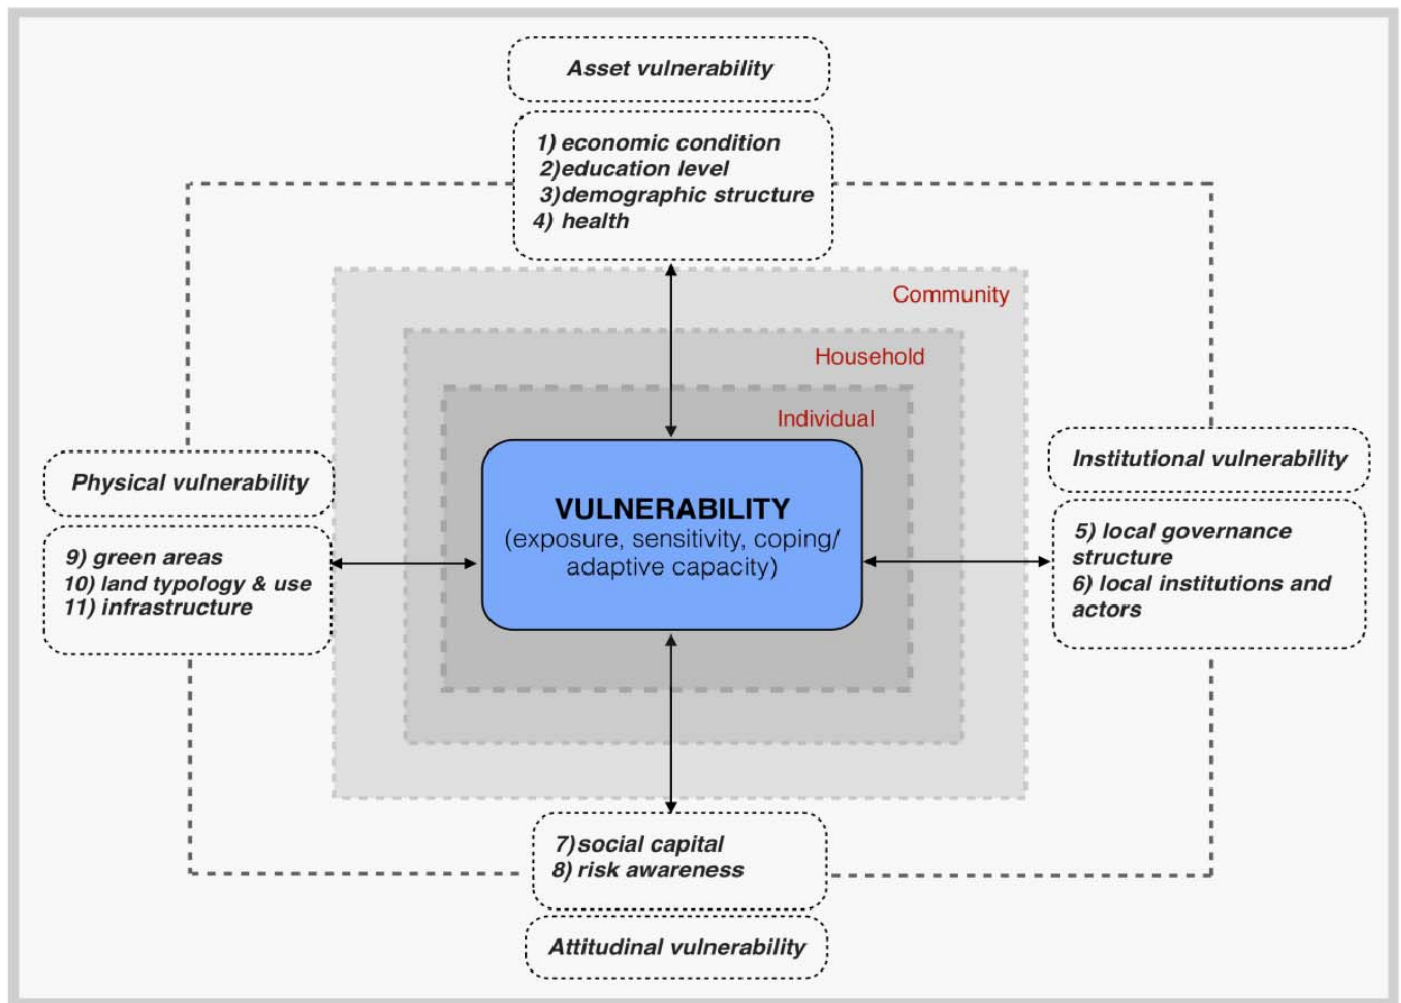 Asset vulnerability
1) economic condition
2)education level
3)demographic structure
4) health
Community
Household
Individual
Physical vulnerability
9) green areas
10) land typology & use
11) infrastructure
VULNERABILITY
(exposure, sensitivity, coping/
adaptive capacity)
Institutional vulnerability
5) local governance
structure
6) local institutions and
actors
7)social capital
8) risk awareness
Attitudinal vulnerability